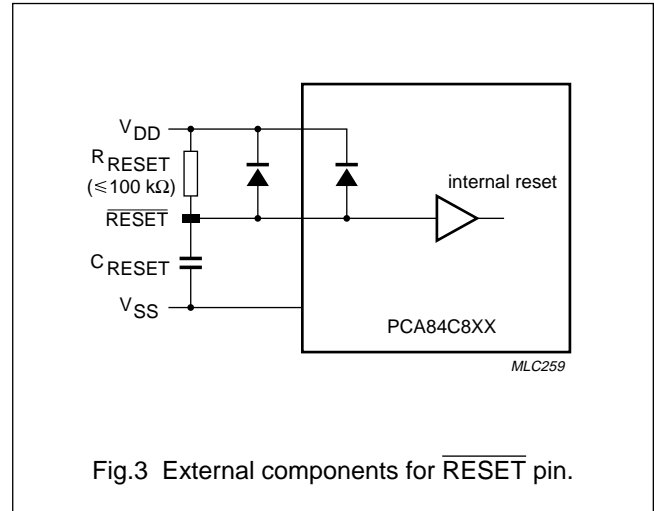 VDD
RRESET
(≤100 kΩ)
RESET
CRESET
VSS
internal reset
PCA84C8XX
MLC259
Fig.3 External components for RESET pin.